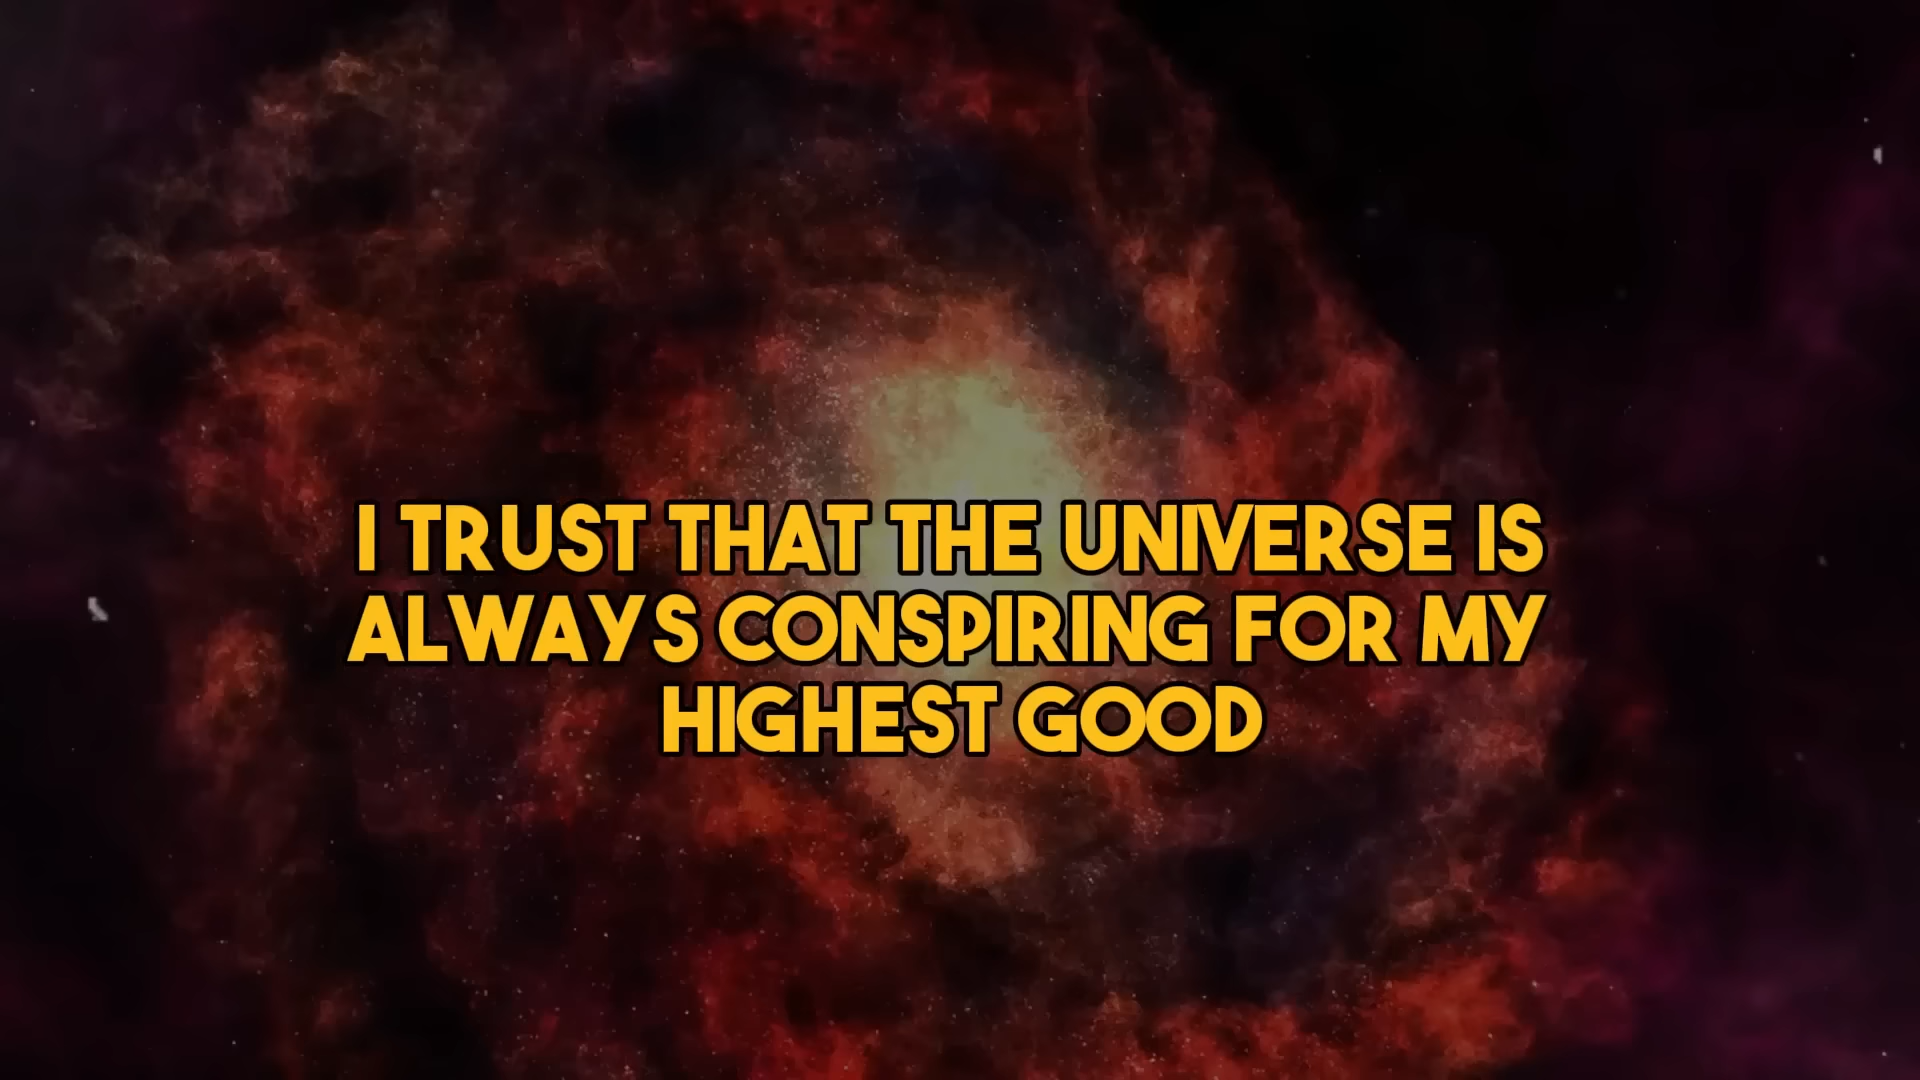 I TRUST THAT THE UNIVERSE IS
ALWAYS CONSPIRING FOR MY
HIGHEST GOOD